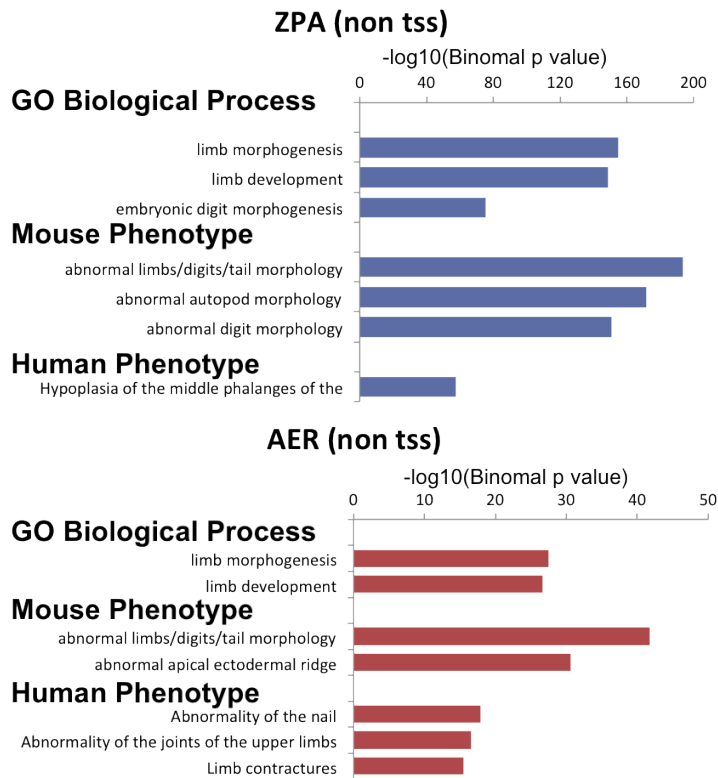 ZPA (non tss)
-log10(Binomal p value)
0 40 80 120 160 200
GO Biological Process
limb morphogenesis
limb development
embryonic digit morphogenesis
Mouse Phenotype
abnormal limbs/digits/tail morphology
abnormal autopod morphology
abnormal digit morphology
Human Phenotype
Hypoplasia of the middle phalanges of the
AER (non tss)
-log10(Binomal p value)
0 10 20 30 40 50
GO Biological Process
limb morphogenesis
limb development
Mouse Phenotype
abnormal limbs/digits/tail morphology
abnormal apical ectodermal ridge
Human Phenotype
Abnormality of the nail
Abnormality of the joints of the upper limbs
Limb contractures